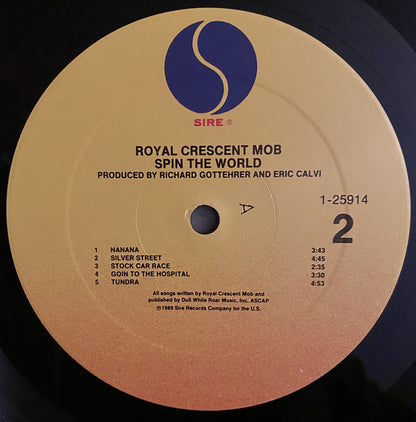 SIRE ®
ROYAL CRESCENT MOB
SPIN THE WORLD
PRODUCED BY RICHARD GOTTEHRER AND ERIC CALVI
1-25914
A
2
1 NANANA 3:43
2 SILVER STREET 4:45
3 STOCK CAR RACE 2:35
4 GOIN TO THE HOSPITAL 3:30
5 TUNDRA 4:53
All songs written by Royal Crescent Mob and
published by Dull White Roar Music, Inc. ASCAP
℗1989 Sire Records Company for the U.S.